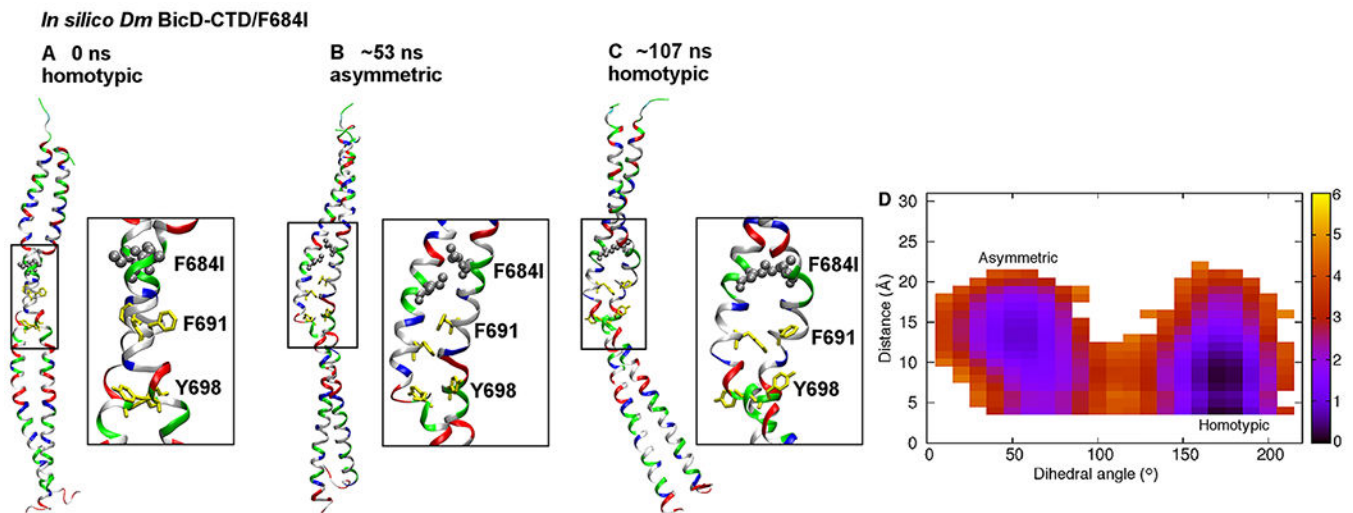 In silico Dm BicD-CTD/F684I
A 0 ns
homotypic
B ~53 ns
asymmetric
C ~107 ns
homotypic
F684I
F691
Y698
F684I
F691
Y698
F684I
F691
Y698
D
30
25
20
15
10
5
0
Distance (Å)
Asymmetric
Homotypic
0
50
100
150
200
Dihedral angle (°)
6
5
4
3
2
1
0